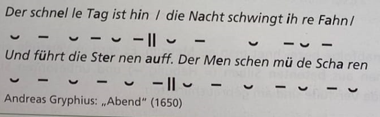 Der schnel le Tag ist hin / die Nacht schwingt ih re Fahn/
⏑ – ⏑ – ⏑ –||⏑ – ⏑ –⏑ –
Und führt die Ster nen auff. Der Men schen mü de Scha ren
⏑ – ⏑ – ⏑ –||⏑ – ⏑ – ⏑ – ⏑
Andreas Gryphius: „Abend“ (1650)